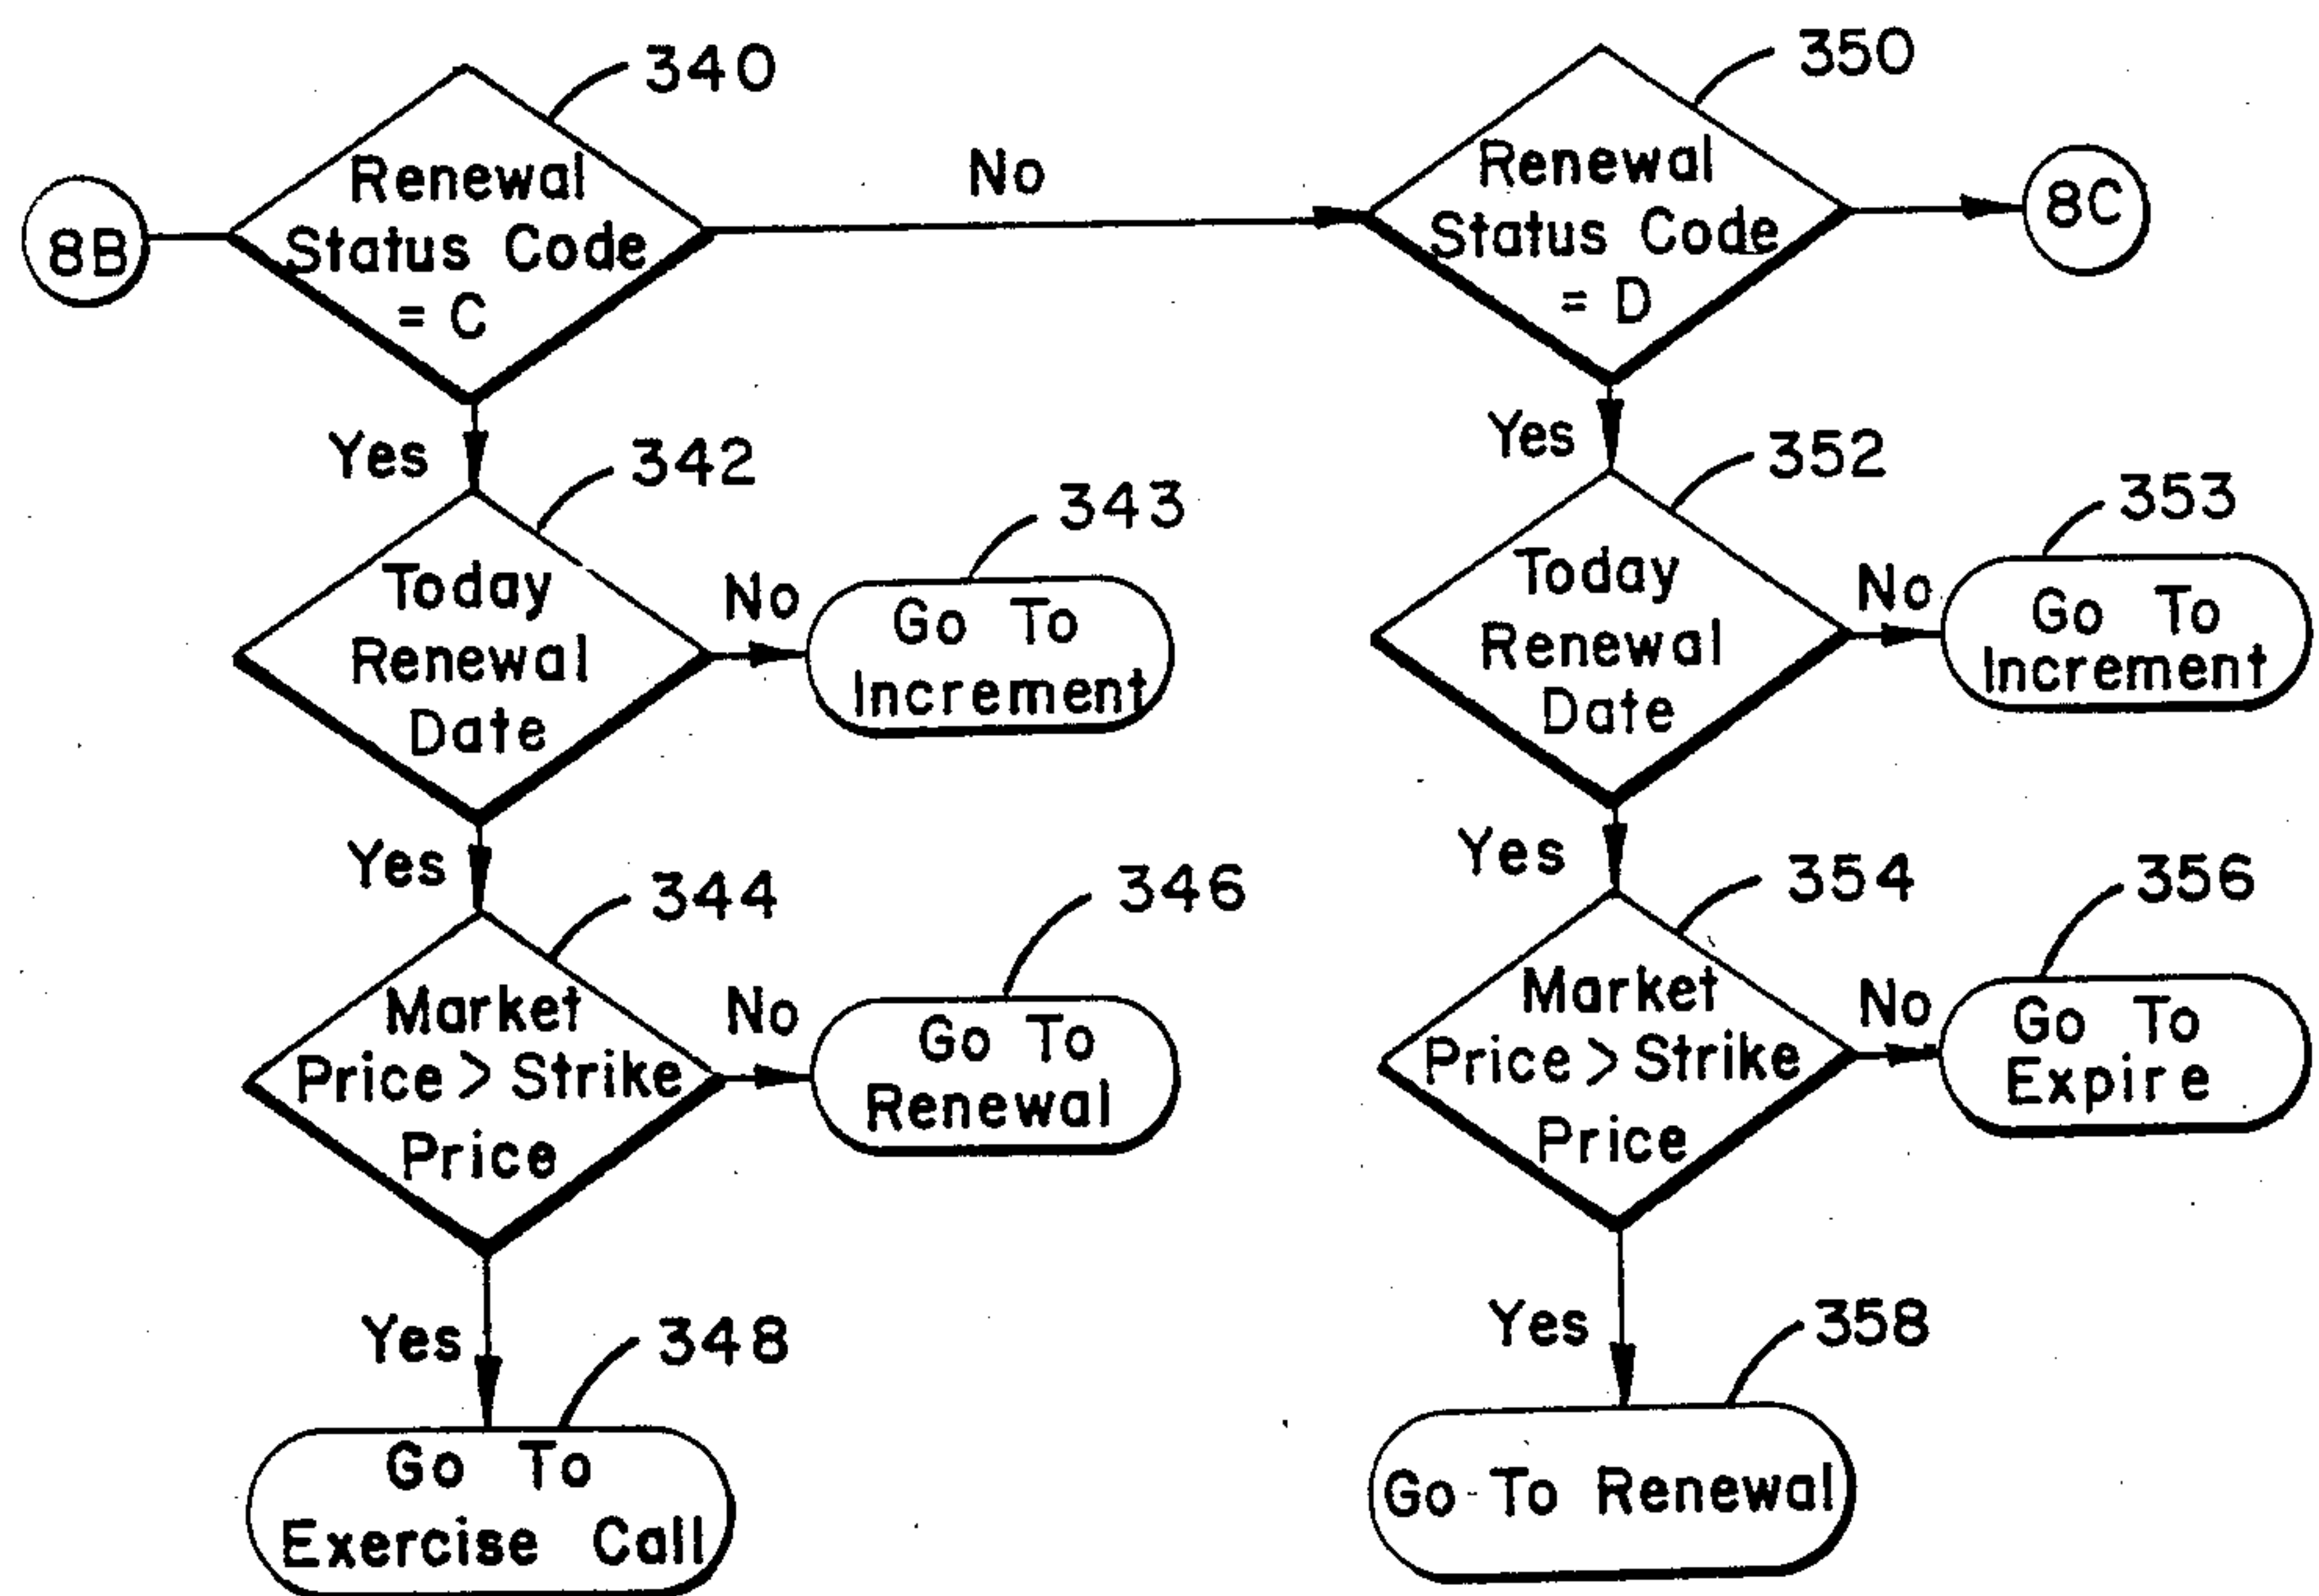 340
8B
Renewal
Status Code
= C
No
350
Renewal
Status Code
= D
8C
Yes
342
Today
Renewal
Date
No
343
Go To
Increment
Yes
344
Market
Price > Strike
Price
No
346
Go To
Renewal
Yes
348
Go To
Exercise Call
Yes
352
Today
Renewal
Date
No
353
Go To
Increment
Yes
354
Market
Price > Strike
Price
No
356
Go To
Expire
Yes
358
Go To Renewal